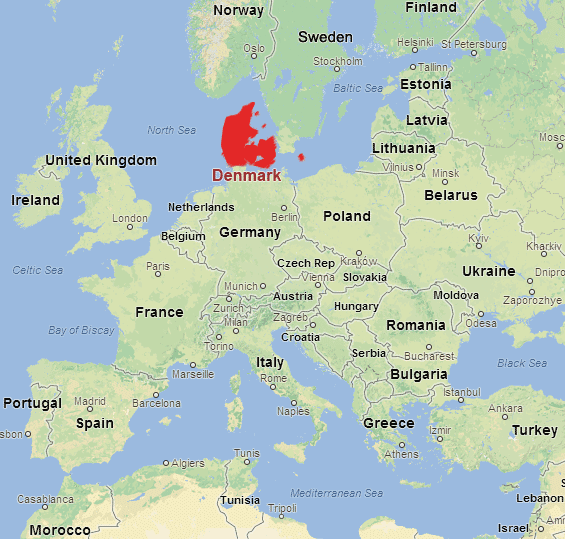 Norway
Finland
Sweden
Oslo
Helsinki
St Petersburg
Stockholm
Tallinn
Estonia
Baltic Sea
Latvia
North Sea
Lithuania
Mosc
United Kingdom
Vilnius
Minsk
Denmark
Ireland
Belarus
Netherlands
London
Berlin
Poland
Belgium
Germany
Kyiv
Kharkiv
Celtic Sea
Paris
Czech Rep
Kraków
Ukraine
Dnipro
Munich
Vienna
Slovakia
Austria
Moldova
Zaporozhye
France
Zurich
Hungary
Zagreb
Odesa
Bay of Biscay
Milan
Romania
Croatia
Torino
Serbia
Bucharest
Italy
Black Sea
Marseille
Bulgaria
Rome
Portugal
Madrid
Barcelona
Istanbul
Ankara
Naples
Spain
Greece
Izmir
Turkey
sbon
Athens
Algiers
Tunis
Casablanca
Tunisia
Mediterranean Sea
Lebanon
Tripoli
Morocco
Israel
Am